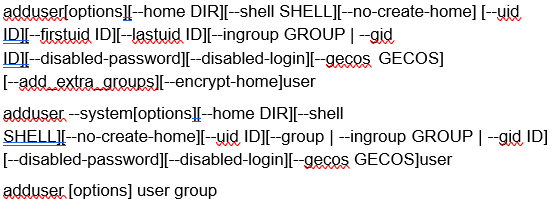 adduser[options][--home DIR][--shell SHELL][--no-create-home] [--uid
ID][--firstuid ID][--lastuid ID][--ingroup GROUP | --gid
ID][--disabled-password][--disabled-login][--gecos GECOS]
[--add_extra_groups][--encrypt-home]user
adduser --system[options][--home DIR][--shell
SHELL][--no-create-home][--uid ID][--group | --ingroup GROUP | --gid ID]
[--disabled-password][--disabled-login][--gecos GECOS]user
adduser [options] user group